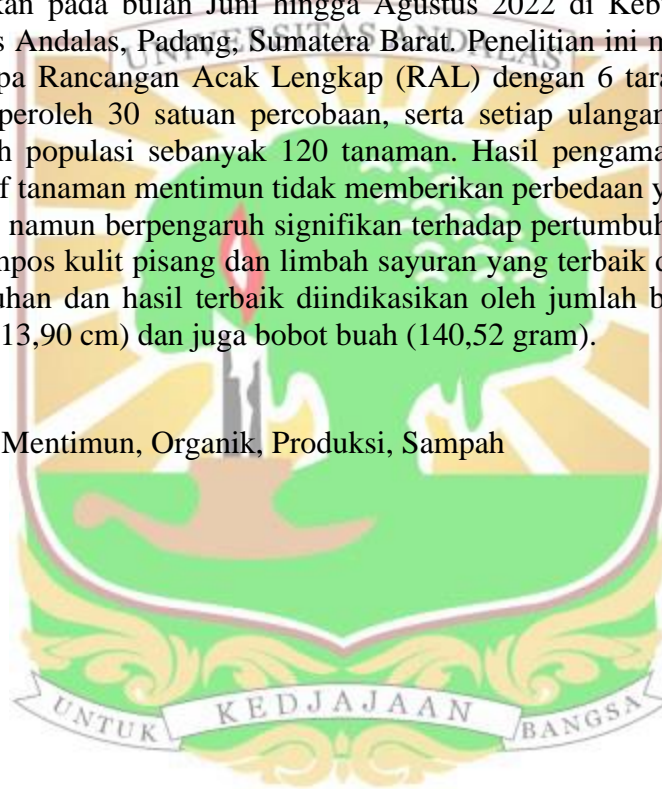 kan pada bulan Juni hingga Agustus 2022 di Keb
s Andalas, Padang, Sumatera Barat. Penelitian ini m
UNIVERSITAS ANDALAS
pa Rancangan Acak Lengkap (RAL) dengan 6 tara
peroleh 30 satuan percobaan, serta setiap ulangan
h populasi sebanyak 120 tanaman. Hasil pengama
f tanaman mentimun tidak memberikan perbedaan y
namun berpengaruh signifikan terhadap pertumbuh
mpos kulit pisang dan limbah sayuran yang terbaik d
uhan dan hasil terbaik diindikasikan oleh jumlah b
13,90 cm) dan juga bobot buah (140,52 gram).
Mentimun, Organik, Produksi, Sampah
UNTUK KEDJAJAAN BANGSA